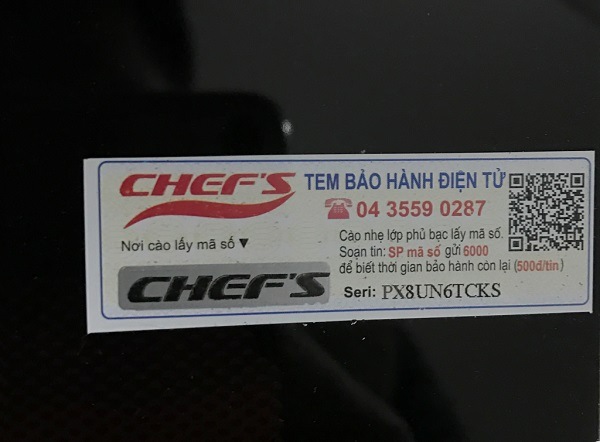 CHEF'S
TEM BẢO HÀNH ĐIỆN TỬ
☎ 04 3559 0287
Nơi cào lấy mã số ▼
Cào nhẹ lớp phủ bạc lấy mã số.
Soạn tin: SP mã số gửi 6000
để biết thời gian bảo hành còn lại (500đ/tin)
CHEF'S
Seri: PX8UN6TCKS